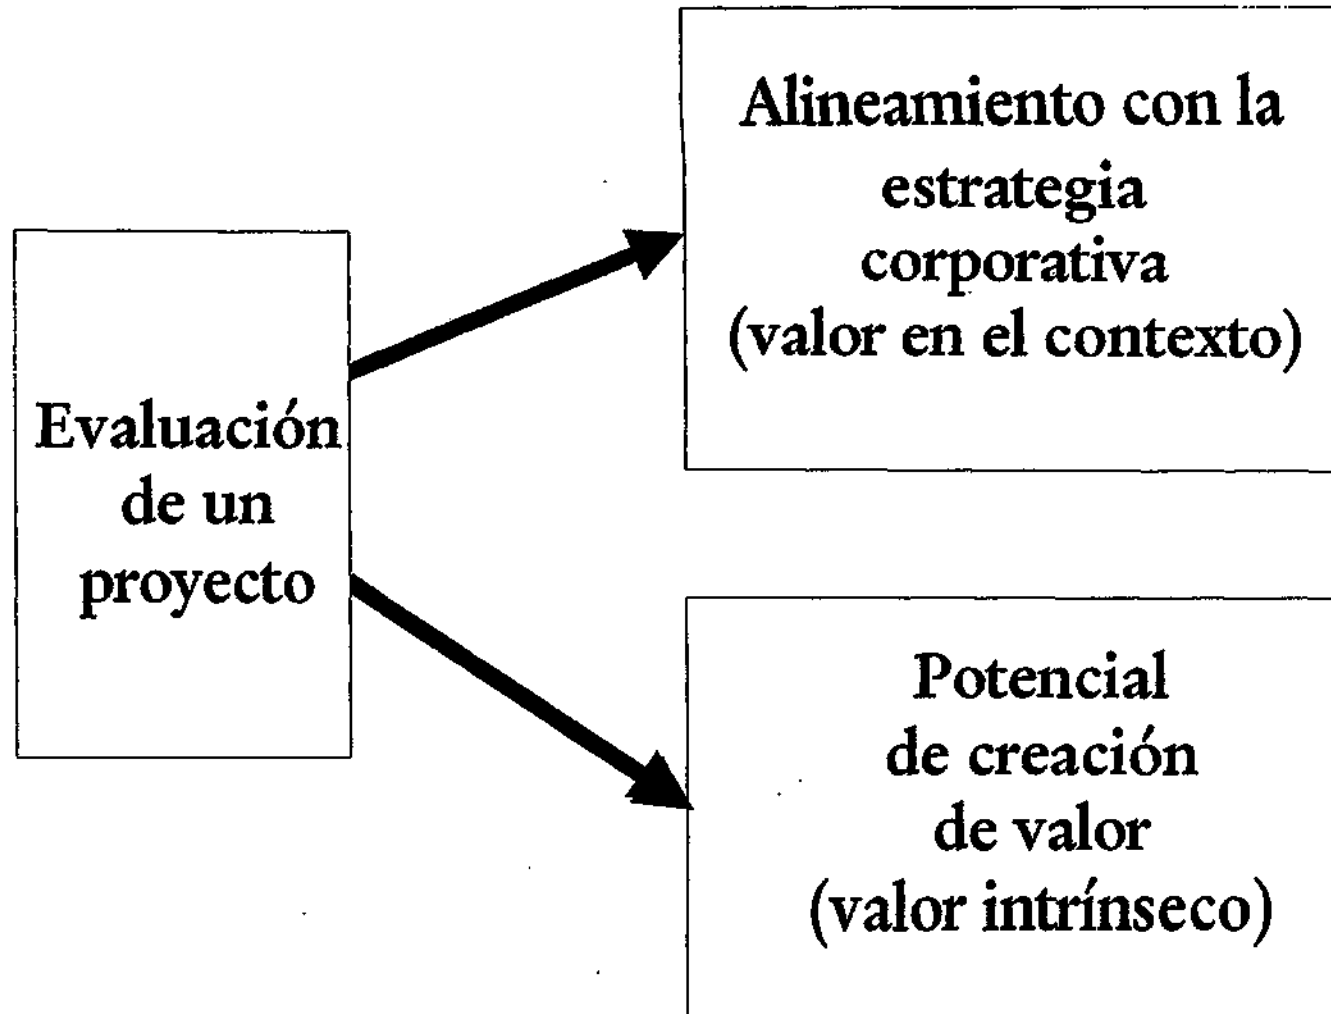 Alineamiento con la
estrategia
corporativa
(valor en el contexto)
Evaluación
de un
proyecto
Potencial
de creación
de valor
(valor intrínseco)